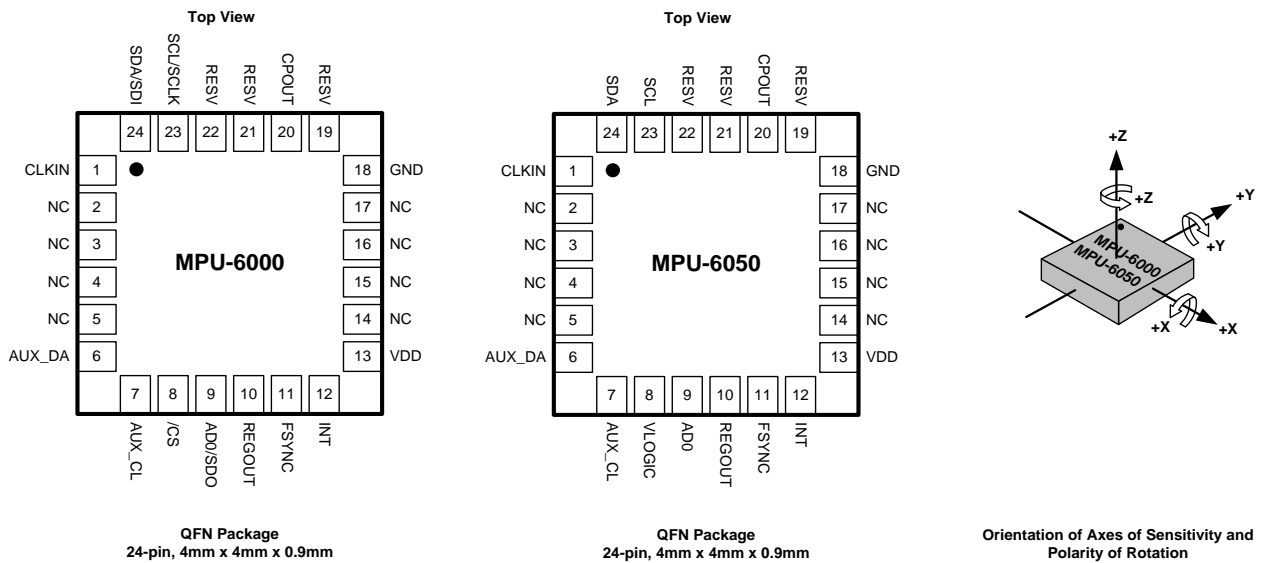 Top View
SDA/SDI
SCL/SCLK
RESV
RESV
CPOUT
RESV
24
23
22
21
20
19
CLKIN
1
18
GND
NC
2
17
NC
NC
3
16
NC
MPU-6000
NC
4
15
NC
NC
5
14
NC
AUX_DA
6
13
VDD
7
8
9
10
11
12
AUX_CL
/CS
AD0/SDO
REGOUT
FSYNC
INT
QFN Package
24-pin, 4mm x 4mm x 0.9mm
Top View
SDA
SCL
RESV
RESV
CPOUT
RESV
24
23
22
21
20
19
CLKIN
1
18
GND
NC
2
17
NC
NC
3
16
NC
MPU-6050
NC
4
15
NC
NC
5
14
NC
AUX_DA
6
13
VDD
7
8
9
10
11
12
AUX_CL
VLOGIC
AD0
REGOUT
FSYNC
INT
QFN Package
24-pin, 4mm x 4mm x 0.9mm
+Z
+Z
+Y
+Y
MPU-6000
MPU-6050
+X
+X
Orientation of Axes of Sensitivity and
Polarity of Rotation